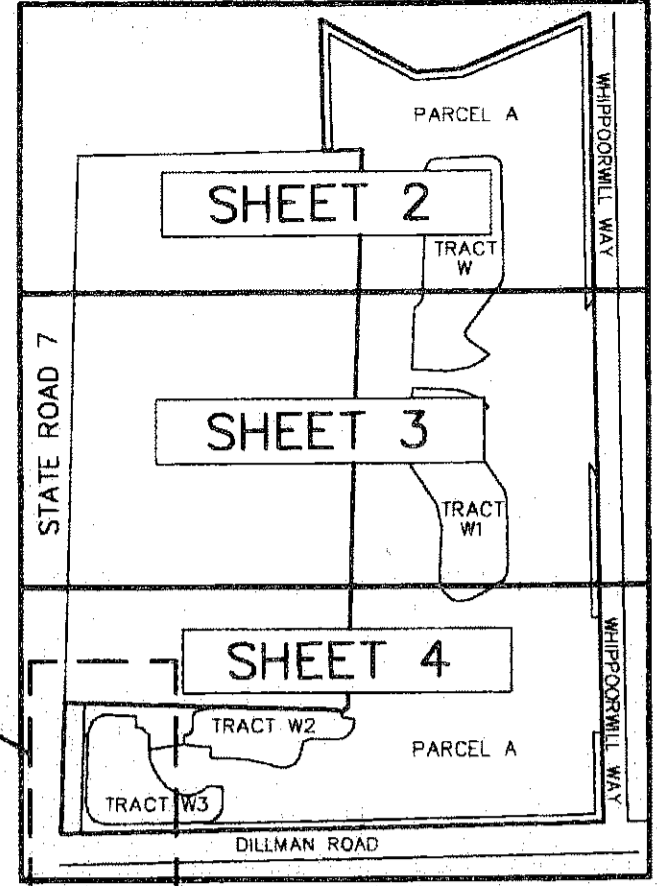 PARCEL A
WHIPPOORWILL WAY
SHEET 2
TRACT
W
STATE ROAD 7
SHEET 3
TRACT
W1
SHEET 4
WHIPPOORWILL WAY
TRACT W2
PARCEL A
TRACT W3
DILLMAN ROAD